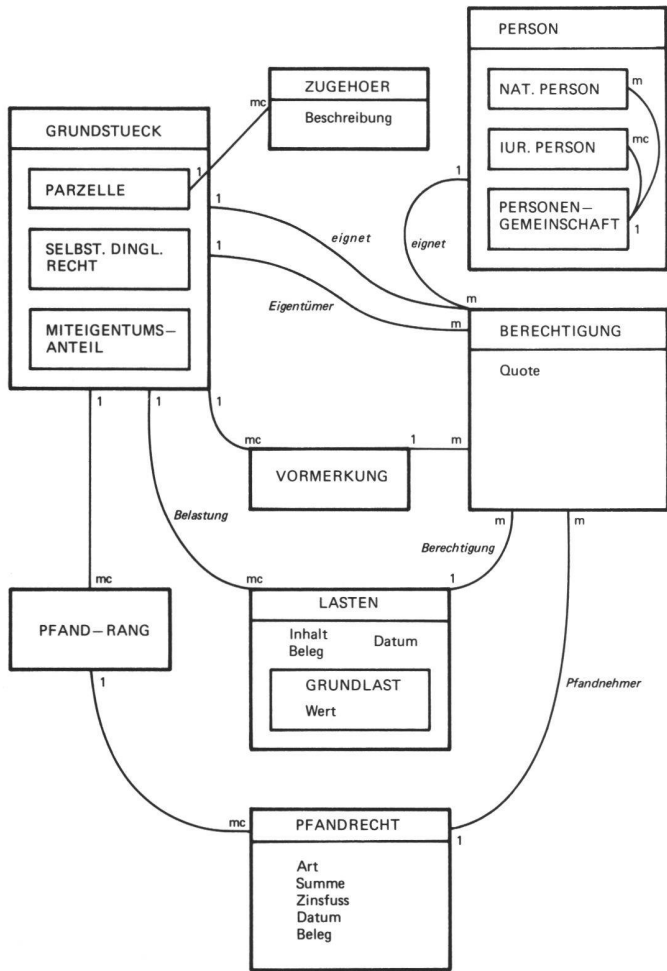 PERSON
NAT. PERSON
m
IUR. PERSON
mc
PERSONEN–
GEMEINSCHAFT
1
ZUGEHOER
mc
Beschreibung
GRUNDSTUECK
1
PARZELLE
SELBST. DINGL.
RECHT
MITEIGENTUMS–
ANTEIL
1
1
1
eignet
eignet
Eigentümer
m
m
BERECHTIGUNG
Quote
1
1
1
mc
1
m
VORMERKUNG
Belastung
m
m
Berechtigung
mc
mc
1
PFAND–RANG
LASTEN
Inhalt
Datum
Beleg
GRUNDLAST
Wert
1
Pfandnehmer
mc
PFANDRECHT
1
Art
Summe
Zinsfuss
Datum
Beleg